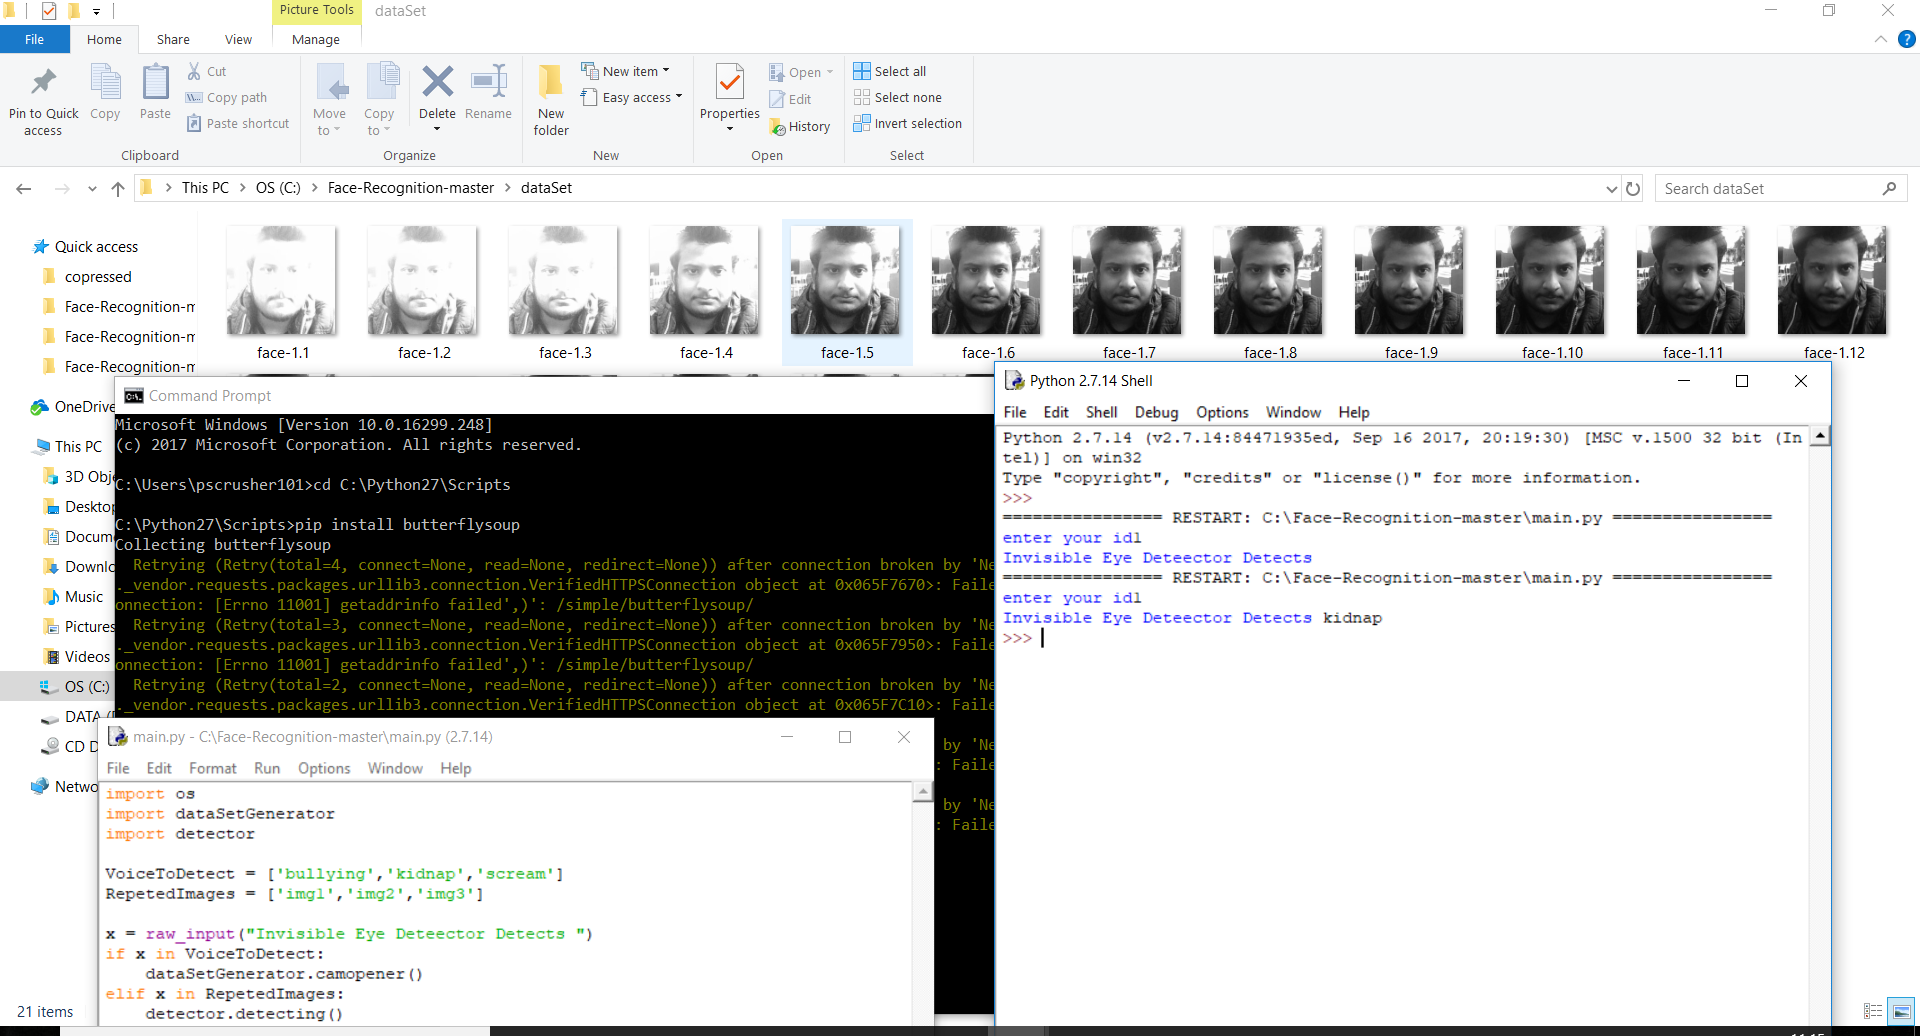 Picture Tools
dataSet
File
Home
Share
View
Manage
Pin to Quick access
Copy
Paste
Cut
Copy path
Paste shortcut
Move to
Copy to
Delete
Rename
New folder
New item
Easy access
Properties
Open
Edit
History
Select all
Select none
Invert selection
Clipboard
Organize
New
Open
Select
This PC > OS (C:) > Face-Recognition-master > dataSet
Search dataSet
Quick access
copressed
Face-Recognition-m
Face-Recognition-m
Face-Recognition-m
OneDrive
This PC
3D Obj
Desktop
Docum
Downlo
Music
Pictures
Videos
OS (C:)
DATA (
CD D
Netwo
21 items
face-1.1
face-1.2
face-1.3
face-1.4
face-1.5
face-1.6
face-1.7
face-1.8
face-1.9
face-1.10
face-1.11
face-1.12
Command Prompt
Microsoft Windows [Version 10.0.16299.248]
(c) 2017 Microsoft Corporation. All rights reserved.
C:\Users\pscrusher101>cd C:\Python27\Scripts
C:\Python27\Scripts>pip install butterflysoup
Collecting butterflysoup
Retrying (Retry(total=4, connect=None, read=None, redirect=None)) after connection broken by 'Ne
._vendor.requests.packages.urllib3.connection.VerifiedHTTPSConnection object at 0x065F7670>: Faile
onnection: [Errno 11001] getaddrinfo failed',)': /simple/butterflysoup/
Retrying (Retry(total=3, connect=None, read=None, redirect=None)) after connection broken by 'Ne
._vendor.requests.packages.urllib3.connection.VerifiedHTTPSConnection object at 0x065F7950>: Faile
onnection: [Errno 11001] getaddrinfo failed',)': /simple/butterflysoup/
Retrying (Retry(total=2, connect=None, read=None, redirect=None)) after connection broken by 'Ne
._vendor.requests.packages.urllib3.connection.VerifiedHTTPSConnection object at 0x065F7C10>: Faile
by 'Ne
: Faile
by 'Ne
: Faile
main.py - C:\Face-Recognition-master\main.py (2.7.14)
File Edit Format Run Options Window Help
import os
import dataSetGenerator
import detector
VoiceToDetect = ['bullying','kidnap','scream']
RepetedImages = ['img1','img2','img3']
x = raw_input("Invisible Eye Deteector Detects ")
if x in VoiceToDetect:
dataSetGenerator.camopener()
elif x in RepetedImages:
detector.detecting()
Python 2.7.14 Shell
File Edit Shell Debug Options Window Help
Python 2.7.14 (v2.7.14:84471935ed, Sep 16 2017, 20:19:30) [MSC v.1500 32 bit (In
tel)] on win32
Type "copyright", "credits" or "license()" for more information.
>>>
================ RESTART: C:\Face-Recognition-master\main.py ================
enter your id1
Invisible Eye Deteector Detects
================ RESTART: C:\Face-Recognition-master\main.py ================
enter your id1
Invisible Eye Deteector Detects kidnap
>>>